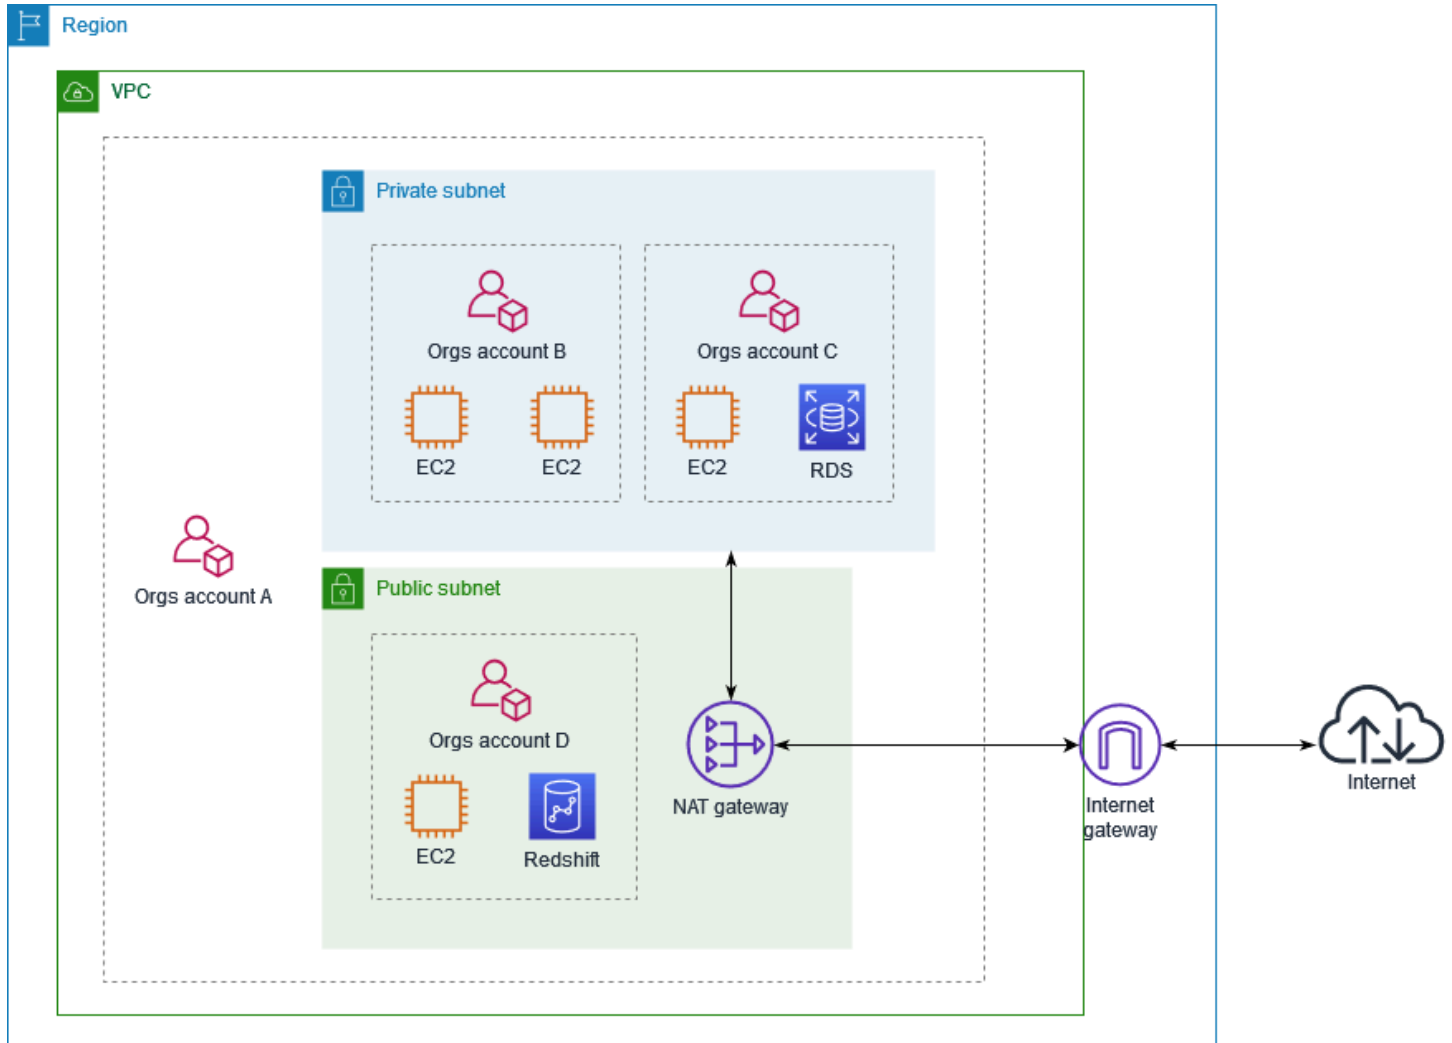 Region
VPC
Private subnet
Orgs account B
Orgs account C
EC2
EC2
EC2
RDS
Orgs account A
Public subnet
Orgs account D
EC2
Redshift
NAT gateway
Internet
gateway
Internet